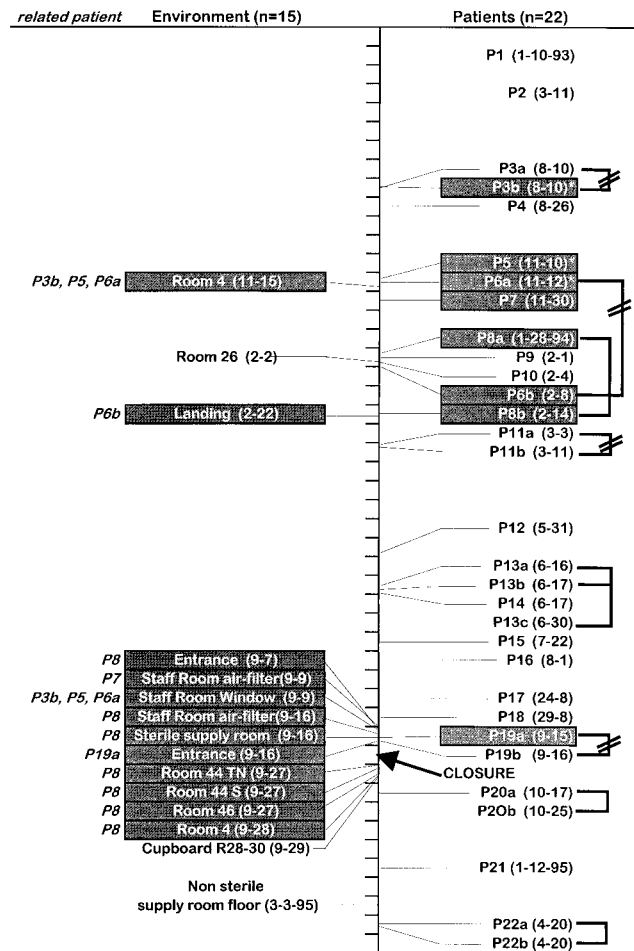 related patient Environment (n=15) Patients (n=22)
P1 (1-10-93)
P2 (3-11)
P3a (8-10)
P3b (8-10)*
P4 (8-26)
P5 (11-10)*
P3b, P5, P6a Room 4 (11-15) P6a (11-12)
P7 (11-30)
P8a (1-28-94)
Room 26 (2-2) P9 (2-1)
P10 (2-4)
P6b (2-8)
P6b Landing (2-22) P8b (2-14)
P11a (3-3)
P11b (3-11)
P12 (5-31)
P13a (6-16)
P13b (6-17)
P14 (6-17)
P13c (6-30)
P15 (7-22)
P8 Entrance (9-7) P16 (8-1)
P7 Staff Room air-filter(9-9)
P3b, P5, P6a Staff Room Window (9-9) P17 (24-8)
P8 Staff Room air-filter(9-16) P18 (29-8)
P8 Sterile supply room (9-16) P19a (9-15)
P19a Entrance (9-16) P19b (9-16)
P8 Room 44 TN (9-27) CLOSURE
P8 Room 44 S (9-27) P20a (10-17)
P8 Room 46 (9-27) P2Ob (10-25)
P8 Room 4 (9-28)
Cupboard R28-30 (9-29)
P21 (1-12-95)
Non sterile
supply room floor (3-3-95)
P22a (4-20)
P22b (4-20)